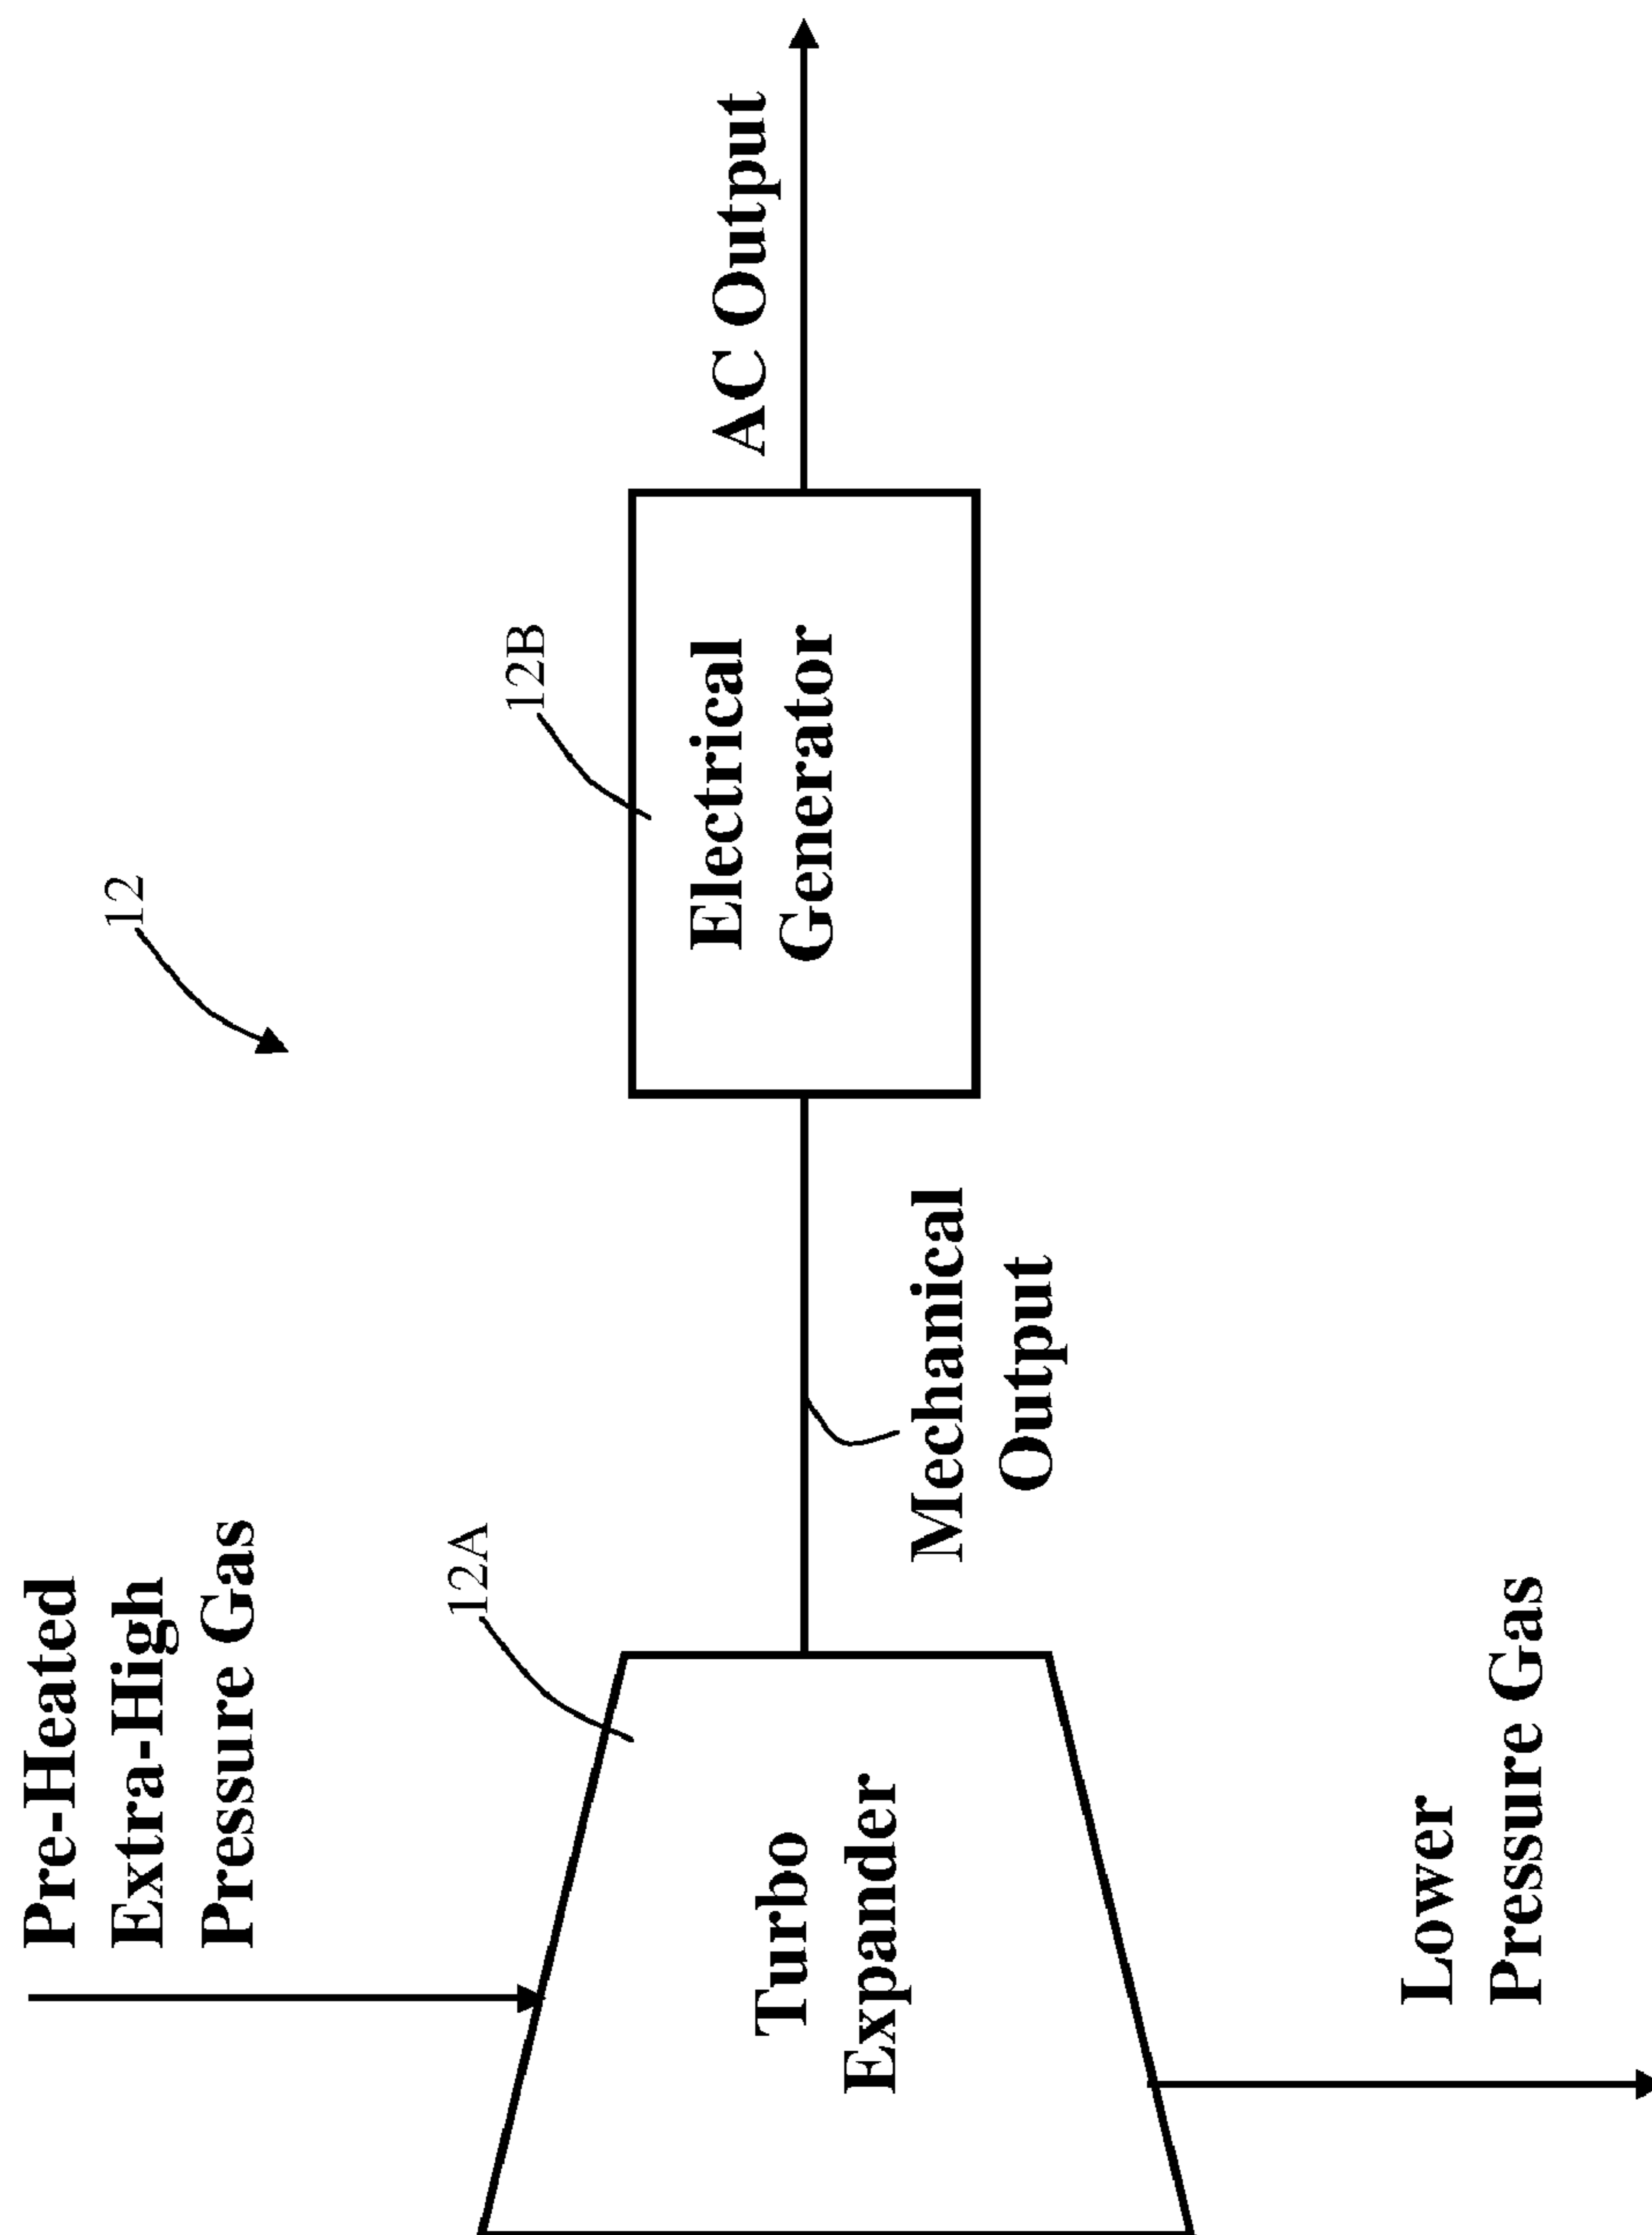 Pre-Heated
Extra-High
Pressure Gas
12
12A
12B
Turbo
Expander
Electrical
Generator
AC Output
Mechanical
Output
Lower
Pressure Gas